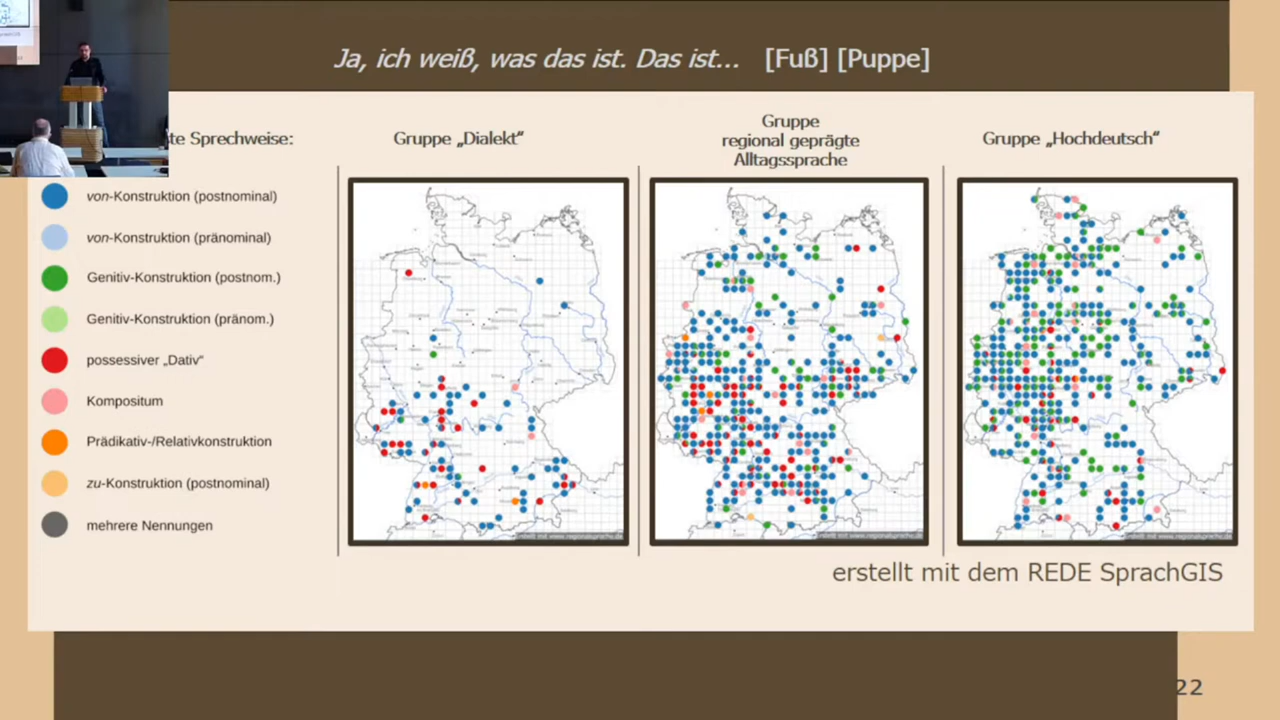 Ja, ich weiß, was das ist. Das ist... [Fuß] [Puppe]
te Sprechweise:
Gruppe „Dialekt“
Gruppe
regional geprägte
Alltagssprache
Gruppe „Hochdeutsch“
von-Konstruktion (postnominal)
von-Konstruktion (pränominal)
Genitiv-Konstruktion (postnom.)
Genitiv-Konstruktion (pränom.)
possessiver „Dativ“
Kompositum
Prädikativ-/Relativkonstruktion
zu-Konstruktion (postnominal)
mehrere Nennungen
erstellt mit dem REDE SprachGIS
22